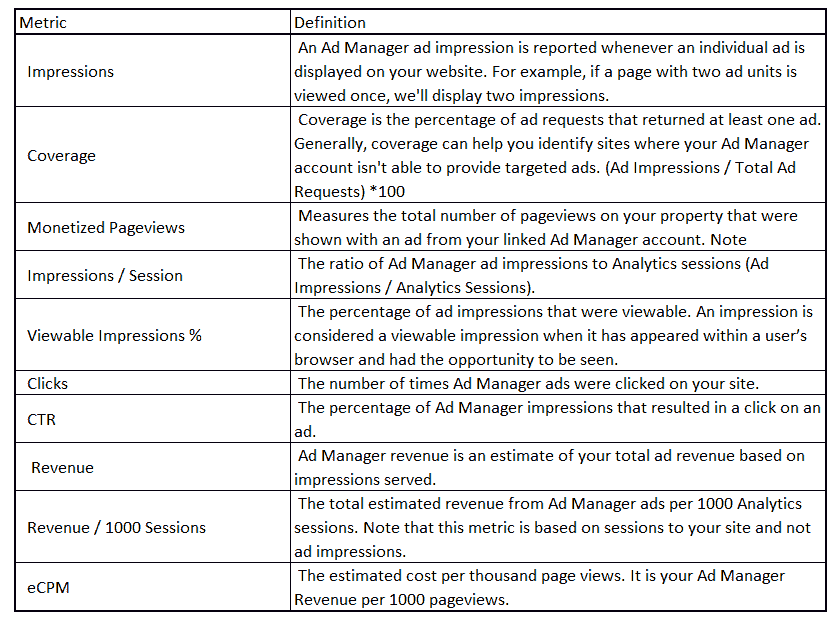 Metric Definition
Impressions
An Ad Manager ad impression is reported whenever an individual ad is
displayed on your website. For example, if a page with two ad units is
viewed once, we'll display two impressions.
Coverage
Coverage is the percentage of ad requests that returned at least one ad.
Generally, coverage can help you identify sites where your Ad Manager
account isn't able to provide targeted ads. (Ad Impressions / Total Ad
Requests) *100
Monetized Pageviews
Measures the total number of pageviews on your property that were
shown with an ad from your linked Ad Manager account. Note
Impressions / Session
The ratio of Ad Manager ad impressions to Analytics sessions (Ad
Impressions / Analytics Sessions).
Viewable Impressions %
The percentage of ad impressions that were viewable. An impression is
considered a viewable impression when it has appeared within a user’s
browser and had the opportunity to be seen.
Clicks
The number of times Ad Manager ads were clicked on your site.
CTR
The percentage of Ad Manager impressions that resulted in a click on an
ad.
Revenue
Ad Manager revenue is an estimate of your total ad revenue based on
impressions served.
Revenue / 1000 Sessions
The total estimated revenue from Ad Manager ads per 1000 Analytics
sessions. Note that this metric is based on sessions to your site and not
ad impressions.
eCPM
The estimated cost per thousand page views. It is your Ad Manager
Revenue per 1000 pageviews.